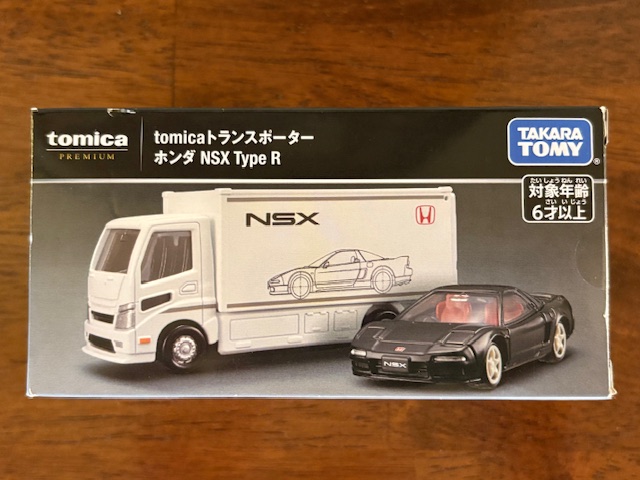 tomica
PREMIUM
tomicaトランスポーター
ホンダ NSX Type R
TAKARA
TOMY
®
たい しょう ねん れい
対象年齢
さい い じょう
6才以上
NSX
NSX